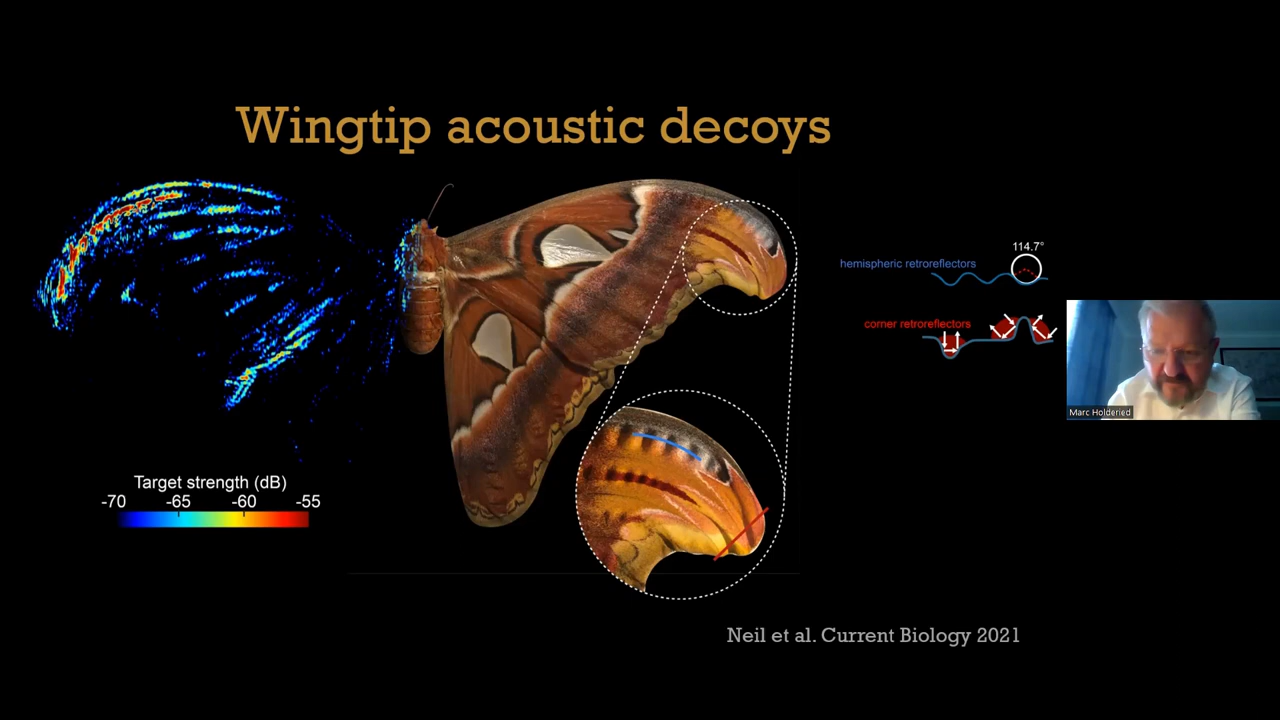 Wingtip acoustic decoys
114.7°
hemispheric retroreflectors
corner retroreflectors
Marc Holderied
Target strength (dB)
-70 -65 -60 -55
Neil et al. Current Biology 2021